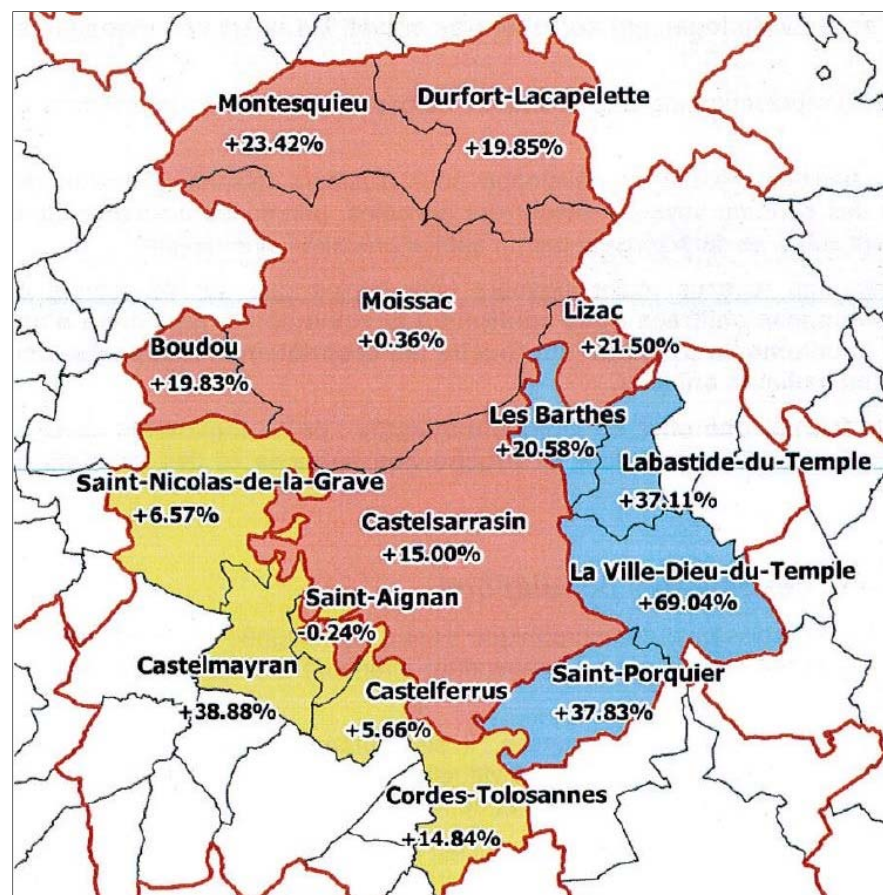 Montesquieu
+23.42%
Durfort-Lacapelette
+19.85%
Moissac
+0.36%
Lizac
+21.50%
Boudou
+19.83%
Les Barthes
+20.58%
Labastide-du-Temple
+37.11%
Saint-Nicolas-de-la-Grave
+6.57%
Castelsarrasin
+15.00%
La Ville-Dieu-du-Temple
+69.04%
Saint-Aignan
-0.24%
Castelmayran
+38.88%
Castelferrus
+5.66%
Saint-Porquier
+37.83%
Cordes-Tolosannes
+14.84%